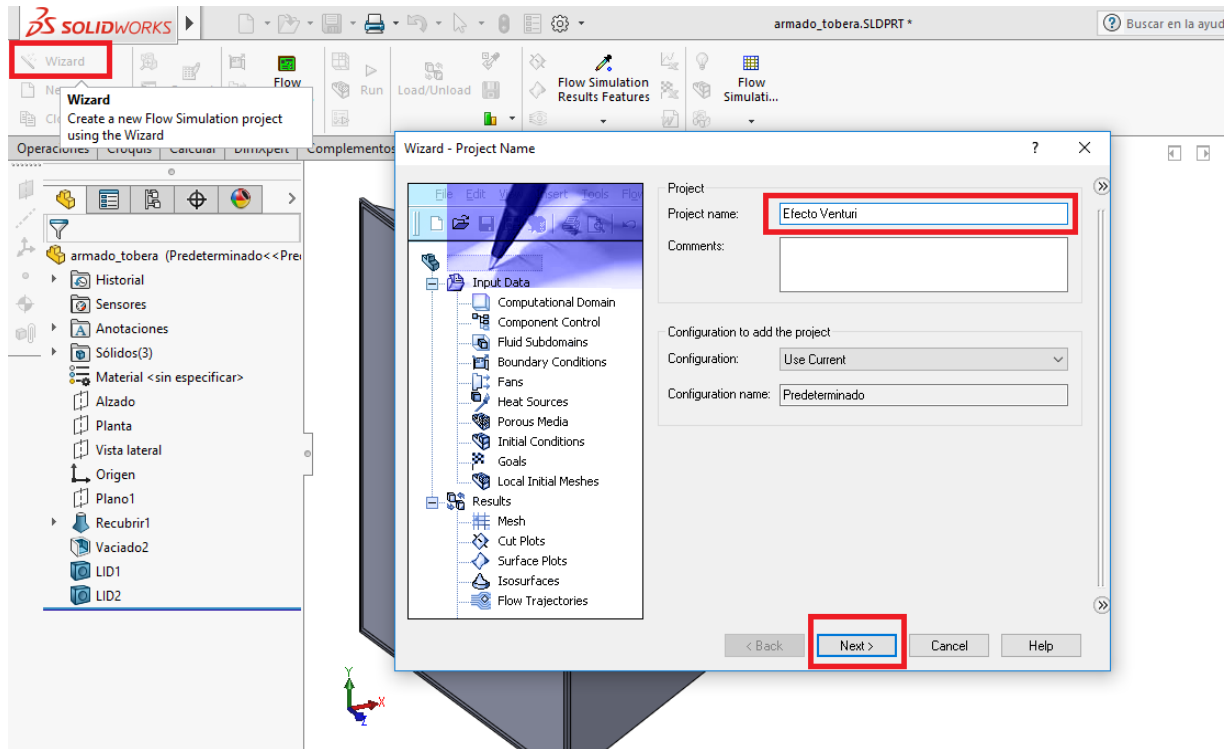 SOLIDWORKS
armado_tobera.SLDPRT *
Buscar en la ayud
Wizard
Flow
Run
Load/Unload
Flow Simulation
Results Features
Flow
Simulati...
Wizard
Create a new Flow Simulation project
using the Wizard
Operaciones Croquis Calcular DimXpert Complementos
armado_tobera (Predeterminado<<Pre
Historial
Sensores
Anotaciones
Sólidos(3)
Material <sin especificar>
Alzado
Planta
Vista lateral
Origen
Plano1
Recubrir1
Vaciado2
LID1
LID2
Wizard - Project Name
? 
File Edit Insert Tools Flow
Input Data
Computational Domain
Component Control
Fluid Subdomains
Boundary Conditions
Fans
Heat Sources
Porous Media
Initial Conditions
Goals
Local Initial Meshes
Results
Mesh
Cut Plots
Surface Plots
Isosurfaces
Flow Trajectories
Project
Project name: Efecto Venturi
Comments:
Configuration to add the project
Configuration: Use Current
Configuration name: Predeterminado
< Back Next > Cancel Help
Y
X
Z